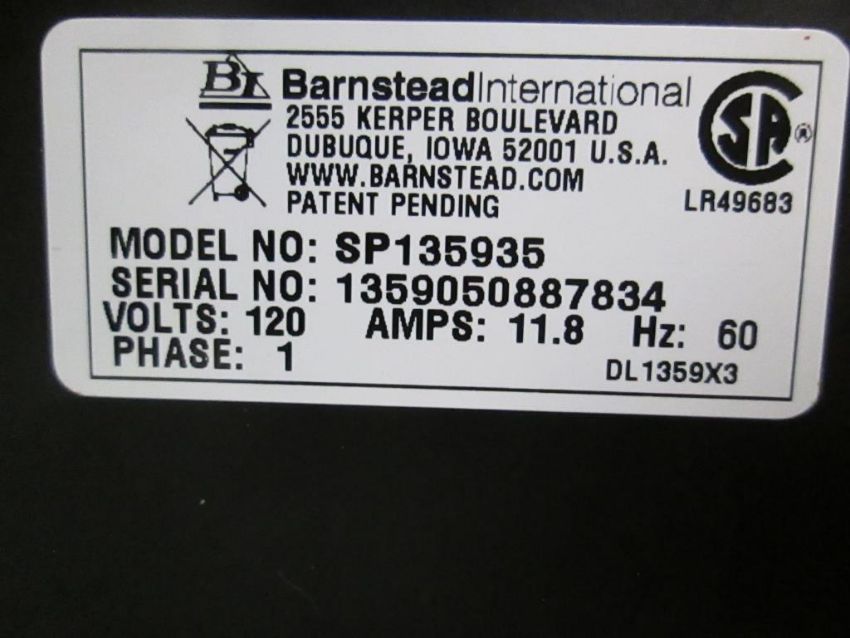 BI BarnsteadInternational
2555 KERPER BOULEVARD
DUBUQUE, IOWA 52001 U.S.A.
WWW.BARNSTEAD.COM
PATENT PENDING
SA ®
LR49683
MODEL NO: SP135935
SERIAL NO: 1359050887834
VOLTS: 120 AMPS: 11.8 Hz: 60
PHASE: 1
DL1359X3